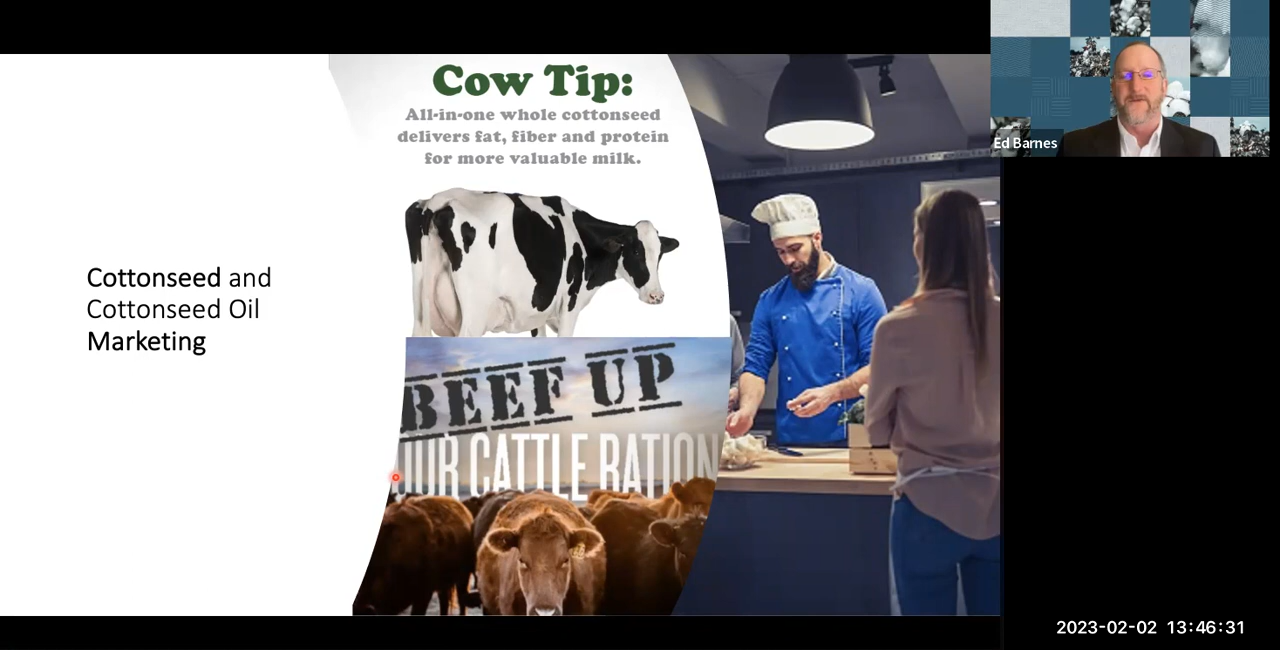 Cow Tip:
All-in-one whole cottonseed
delivers fat, fiber and protein
for more valuable milk.
Ed Barnes
Cottonseed and
Cottonseed Oil
Marketing
BEEF UP
OUR CATTLE RATION
2023-02-02 13:46:31